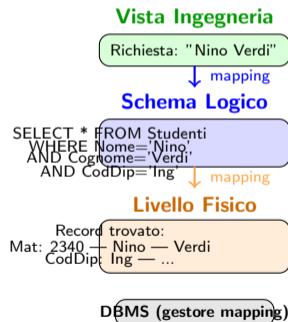 Vista Ingegneria
Richiesta: "Nino Verdi"
mapping
Schema Logico
SELECT * FROM Studenti
WHERE Nome='Nino'
AND Cognome='Verdi'
AND CodDip='Ing'
mapping
Livello Fisico
Record trovato:
Mat: 2340 — Nino — Verdi
CodDip: Ing — ...
DBMS (gestore mapping)